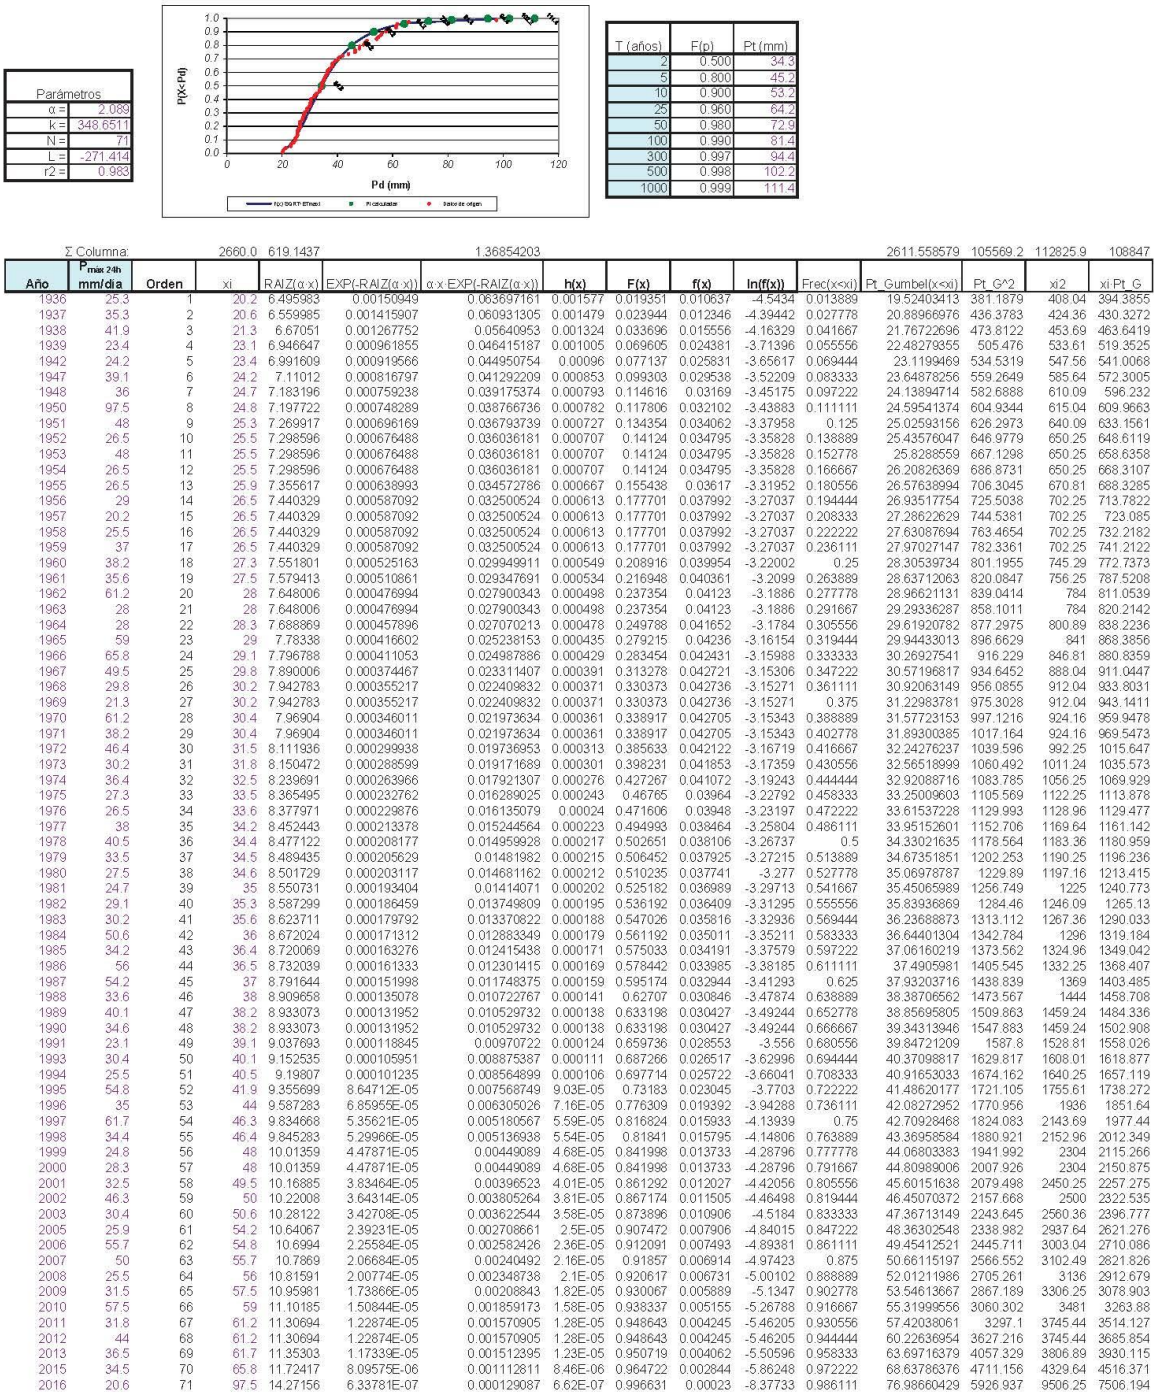 Parámetros
α = 2.089
k = 348.6511
N = 71
L = -271.414
r2 = 0.983
P(X<Pd)
1.0
0.9
0.8
0.7
0.6
0.5
0.4
0.3
0.2
0.1
0.0
0 20 40 60 80 100 120
Pd (mm)
F(x) SQRT-ETmax
Pt calculadas
Datos de origen
T (años) F(p) Pt (mm)
2 0.500 34.3
5 0.800 45.2
10 0.900 53.2
25 0.960 64.2
50 0.980 72.9
100 0.990 81.4
300 0.997 94.4
500 0.998 102.2
1000 0.999 111.4
Σ Columna: 2660.0 619.1437 1.36854203 2611.558579 105569.2 112825.9 108847
Año Pmáx 24h mm/dia Orden xi RAIZ(α·x) EXP(-RAIZ(α·x)) α·x·EXP(-RAIZ(α·x)) h(x) F(x) f(x) ln(f(x)) Frec(x<xi) Pt_Gumbel(x<xi) Pt_G^2 xi2 xi·Pt_G
1936 25.3 1 20.2 6.495983 0.00150949 0.063697161 0.001577 0.019351 0.010637 -4.5434 0.013889 19.52403413 381.1879 408.04 394.3855
1937 35.3 2 20.6 6.559985 0.001415907 0.060931305 0.001479 0.023944 0.012346 -4.39442 0.027778 20.88966976 436.3783 424.36 430.3272
1938 41.9 3 21.3 6.67051 0.001267752 0.05640953 0.001324 0.033696 0.015556 -4.16329 0.041667 21.76722696 473.8122 453.69 463.6419
1939 23.4 4 23.1 6.946647 0.000961855 0.046415187 0.001005 0.069605 0.024381 -3.71396 0.055556 22.48279355 505.476 533.61 519.3525
1942 24.2 5 23.4 6.991609 0.000919566 0.044950754 0.00096 0.077137 0.025831 -3.65617 0.069444 23.1199469 534.5319 547.56 541.0068
1947 39.1 6 24.2 7.11012 0.000816797 0.041292209 0.000853 0.099303 0.029538 -3.52209 0.083333 23.64878256 559.2649 585.64 572.3005
1948 36 7 24.7 7.183196 0.000759238 0.039175374 0.000793 0.114616 0.03169 -3.45175 0.097222 24.13894714 582.6888 610.09 596.232
1950 97.5 8 24.8 7.197722 0.000748289 0.038766736 0.000782 0.117806 0.032102 -3.43883 0.111111 24.59541374 604.9344 615.04 609.9663
1951 48 9 25.3 7.269917 0.000696169 0.036793739 0.000727 0.134354 0.034062 -3.37958 0.125 25.02593156 626.2973 640.09 633.1561
1952 26.5 10 25.5 7.298596 0.000676488 0.036036181 0.000707 0.14124 0.034795 -3.35828 0.138889 25.43576047 646.9779 650.25 648.6119
1953 48 11 25.5 7.298596 0.000676488 0.036036181 0.000707 0.14124 0.034795 -3.35828 0.152778 25.8288559 667.1298 650.25 658.6358
1954 26.5 12 25.5 7.298596 0.000676488 0.036036181 0.000707 0.14124 0.034795 -3.35828 0.166667 26.20826369 686.8731 650.25 668.3107
1955 26.5 13 25.9 7.355617 0.000638993 0.034572786 0.000667 0.155438 0.03617 -3.31952 0.180556 26.57638994 706.3045 670.81 688.3285
1956 29 14 26.5 7.440329 0.000587092 0.032500524 0.000613 0.177701 0.037992 -3.27037 0.194444 26.93517754 725.5038 702.25 713.7822
1957 20.2 15 26.5 7.440329 0.000587092 0.032500524 0.000613 0.177701 0.037992 -3.27037 0.208333 27.28622629 744.5381 702.25 723.085
1958 25.5 16 26.5 7.440329 0.000587092 0.032500524 0.000613 0.177701 0.037992 -3.27037 0.222222 27.63087694 763.4654 702.25 732.2182
1959 37 17 26.5 7.440329 0.000587092 0.032500524 0.000613 0.177701 0.037992 -3.27037 0.236111 27.97027147 782.3361 702.25 741.2122
1960 38.2 18 27.3 7.551801 0.000525163 0.029949911 0.000549 0.208916 0.039954 -3.22002 0.25 28.30539734 801.1955 745.29 772.7373
1961 35.6 19 27.5 7.579413 0.000510861 0.029347691 0.000534 0.216948 0.040361 -3.2099 0.263889 28.63712063 820.0847 756.25 787.5208
1962 61.2 20 28 7.648006 0.000476994 0.027900343 0.000498 0.237354 0.04123 -3.1886 0.277778 28.96621131 839.0414 784 811.0539
1963 28 21 28 7.648006 0.000476994 0.027900343 0.000498 0.237354 0.04123 -3.1886 0.291667 29.29336287 858.1011 784 820.2142
1964 28 22 28.3 7.688869 0.000457896 0.027070213 0.000478 0.249788 0.041652 -3.1784 0.305556 29.61920782 877.2975 800.89 838.2236
1965 59 23 29 7.78338 0.000416602 0.025238153 0.000435 0.279215 0.04236 -3.16154 0.319444 29.94433013 896.6629 841 868.3856
1966 65.8 24 29.1 7.796788 0.000411053 0.024987886 0.000429 0.283454 0.042431 -3.15988 0.333333 30.26927541 916.229 846.81 880.8359
1967 49.5 25 29.8 7.890006 0.000374467 0.023311407 0.000391 0.313278 0.042721 -3.15306 0.347222 30.57196817 934.6452 888.04 911.0447
1968 29.8 26 30.2 7.942783 0.000355217 0.022409832 0.000371 0.330373 0.042736 -3.15271 0.361111 30.92063149 956.0855 912.04 933.8031
1969 21.3 27 30.2 7.942783 0.000355217 0.022409832 0.000371 0.330373 0.042736 -3.15271 0.375 31.22983781 975.3028 912.04 943.1411
1970 61.2 28 30.4 7.96904 0.000346011 0.021973634 0.000361 0.338917 0.042705 -3.15343 0.388889 31.57723153 997.1216 924.16 959.9478
1971 38.2 29 30.4 7.96904 0.000346011 0.021973634 0.000361 0.338917 0.042705 -3.15343 0.402778 31.89300385 1017.164 924.16 969.5473
1972 46.4 30 31.5 8.111936 0.000299938 0.019736953 0.000313 0.385633 0.042122 -3.16719 0.416667 32.24276237 1039.596 992.25 1015.647
1973 30.2 31 31.8 8.150472 0.000288599 0.019171689 0.000301 0.398231 0.041853 -3.17359 0.430556 32.56518999 1060.492 1011.24 1035.573
1974 36.4 32 32.5 8.239691 0.000263966 0.017921307 0.000276 0.427267 0.041072 -3.19243 0.444444 32.92088716 1083.785 1056.25 1069.929
1975 27.3 33 33.5 8.365495 0.000232762 0.016289025 0.000243 0.46765 0.03964 -3.22792 0.458333 33.25009603 1105.569 1122.25 1113.878
1976 26.5 34 33.6 8.377971 0.000229876 0.016135079 0.00024 0.471606 0.03948 -3.23197 0.472222 33.61537228 1129.993 1128.96 1129.477
1977 38 35 34.2 8.452443 0.000213378 0.015244564 0.000223 0.494993 0.038464 -3.25804 0.486111 33.95152601 1152.706 1169.64 1161.142
1978 40.5 36 34.4 8.477122 0.000208177 0.014959928 0.000217 0.502651 0.038106 -3.26737 0.5 34.33021635 1178.564 1183.36 1180.959
1979 33.5 37 34.5 8.489435 0.000205629 0.01481982 0.000215 0.506452 0.037925 -3.27215 0.513889 34.67351851 1202.253 1190.25 1196.236
1980 27.5 38 34.6 8.501729 0.000203117 0.014681462 0.000212 0.510235 0.037741 -3.277 0.527778 35.06978787 1229.89 1197.16 1213.415
1981 24.7 39 35 8.550731 0.000193404 0.01414071 0.000202 0.525182 0.036989 -3.29713 0.541667 35.45065989 1256.749 1225 1240.773
1982 29.1 40 35.3 8.587299 0.000186459 0.013749809 0.000195 0.536192 0.036409 -3.31295 0.555556 35.83936869 1284.46 1246.09 1265.13
1983 30.2 41 35.6 8.623711 0.000179792 0.013370822 0.000188 0.547026 0.035816 -3.32936 0.569444 36.23688873 1313.112 1267.36 1290.033
1984 50.6 42 36 8.672024 0.000171312 0.012883349 0.000179 0.561192 0.035011 -3.35211 0.583333 36.64401304 1342.784 1296 1319.184
1985 34.2 43 36.4 8.720069 0.000163276 0.012415438 0.000171 0.575033 0.034191 -3.37579 0.597222 37.06160219 1373.562 1324.96 1349.042
1986 56 44 36.5 8.732039 0.000161333 0.012301415 0.000169 0.578442 0.033985 -3.38185 0.611111 37.4905981 1405.545 1332.25 1368.407
1987 54.2 45 37 8.791644 0.000151998 0.011748375 0.000159 0.595174 0.032944 -3.41293 0.625 37.93203716 1438.839 1369 1403.485
1988 33.6 46 38 8.909658 0.000135078 0.010722767 0.000141 0.62707 0.030846 -3.47874 0.638889 38.38706562 1473.567 1444 1458.708
1989 40.1 47 38.2 8.933073 0.000131952 0.010529732 0.000138 0.633198 0.030427 -3.49244 0.652778 38.85695805 1509.863 1459.24 1484.336
1990 34.6 48 38.2 8.933073 0.000131952 0.010529732 0.000138 0.633198 0.030427 -3.49244 0.666667 39.34313946 1547.883 1459.24 1502.908
1991 23.1 49 39.1 9.037693 0.000118845 0.00970722 0.000124 0.659736 0.028553 -3.556 0.680556 39.84721209 1587.8 1528.81 1558.026
1993 30.4 50 40.1 9.152535 0.000105951 0.008875387 0.000111 0.687266 0.026517 -3.62996 0.694444 40.37098817 1629.817 1608.01 1618.877
1994 25.5 51 40.5 9.19807 0.000101235 0.008564899 0.000106 0.697714 0.025722 -3.66041 0.708333 40.91653033 1674.162 1640.25 1657.119
1995 54.8 52 41.9 9.355699 8.64712E-05 0.007568749 9.03E-05 0.73183 0.023045 -3.7703 0.722222 41.48620177 1721.105 1755.61 1738.272
1996 35 53 44 9.587283 6.85955E-05 0.006305026 7.16E-05 0.776309 0.019392 -3.94288 0.736111 42.08272952 1770.956 1936 1851.64
1997 61.7 54 46.3 9.834668 5.35621E-05 0.005180567 5.59E-05 0.816824 0.015933 -4.13939 0.75 42.70928468 1824.083 2143.69 1977.44
1998 34.4 55 46.4 9.845283 5.29966E-05 0.005136938 5.54E-05 0.81841 0.015795 -4.14806 0.763889 43.36958584 1880.921 2152.96 2012.349
1999 24.8 56 48 10.01359 4.47871E-05 0.00449089 4.68E-05 0.841998 0.013733 -4.28796 0.777778 44.06803383 1941.992 2304 2115.266
2000 28.3 57 48 10.01359 4.47871E-05 0.00449089 4.68E-05 0.841998 0.013733 -4.28796 0.791667 44.80989006 2007.926 2304 2150.875
2001 32.5 58 49.5 10.16885 3.83464E-05 0.00396523 4.01E-05 0.861292 0.012027 -4.42056 0.805556 45.60151638 2079.498 2450.25 2257.275
2002 46.3 59 50 10.22008 3.64314E-05 0.003805264 3.81E-05 0.867174 0.011505 -4.46498 0.819444 46.45070372 2157.668 2500 2322.535
2003 30.4 60 50.6 10.28122 3.42708E-05 0.003622544 3.58E-05 0.873896 0.010906 -4.5184 0.833333 47.36713149 2243.645 2560.36 2396.777
2005 25.9 61 54.2 10.64067 2.39231E-05 0.002708661 2.5E-05 0.907472 0.007906 -4.84015 0.847222 48.36302548 2338.982 2937.64 2621.276
2006 55.7 62 54.8 10.6994 2.25584E-05 0.002582426 2.36E-05 0.912091 0.007493 -4.89381 0.861111 49.45412521 2445.711 3003.04 2710.086
2007 50 63 55.7 10.7869 2.06684E-05 0.00240492 2.16E-05 0.91857 0.006914 -4.97423 0.875 50.66115197 2566.552 3102.49 2821.826
2008 25.5 64 56 10.81591 2.00774E-05 0.002348738 2.1E-05 0.920617 0.006731 -5.00102 0.888889 52.01211986 2705.261 3136 2912.679
2009 31.5 65 57.5 10.95981 1.73866E-05 0.00208843 1.82E-05 0.930067 0.005889 -5.1347 0.902778 53.54613667 2867.189 3306.25 3078.903
2010 57.5 66 59 11.10185 1.50844E-05 0.001859173 1.58E-05 0.938337 0.005155 -5.26788 0.916667 55.31999556 3060.302 3481 3263.88
2011 31.8 67 61.2 11.30694 1.22874E-05 0.001570905 1.28E-05 0.948643 0.004245 -5.46205 0.930556 57.42038061 3297.1 3745.44 3514.127
2012 44 68 61.2 11.30694 1.22874E-05 0.001570905 1.28E-05 0.948643 0.004245 -5.46205 0.944444 60.22636954 3627.216 3745.44 3685.854
2013 36.5 69 61.7 11.35303 1.17339E-05 0.001512395 1.23E-05 0.950719 0.004062 -5.50596 0.958333 63.69716379 4057.329 3806.89 3930.115
2015 34.5 70 65.8 11.72417 8.09575E-06 0.001112811 8.46E-06 0.964722 0.002844 -5.86248 0.972222 68.63786376 4711.156 4329.64 4516.371
2016 20.6 71 97.5 14.27156 6.33781E-07 0.000129087 6.62E-07 0.996631 0.00023 -8.37733 0.986111 76.98660429 5926.937 9506.25 7506.194